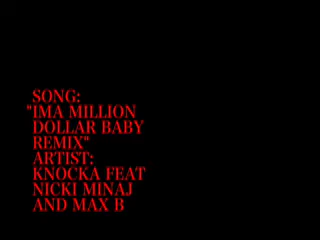 SONG:
"IMA MILLION
DOLLAR BABY
REMIX"
ARTIST:
KNOCKA FEAT
NICKI MINAJ
AND MAX B